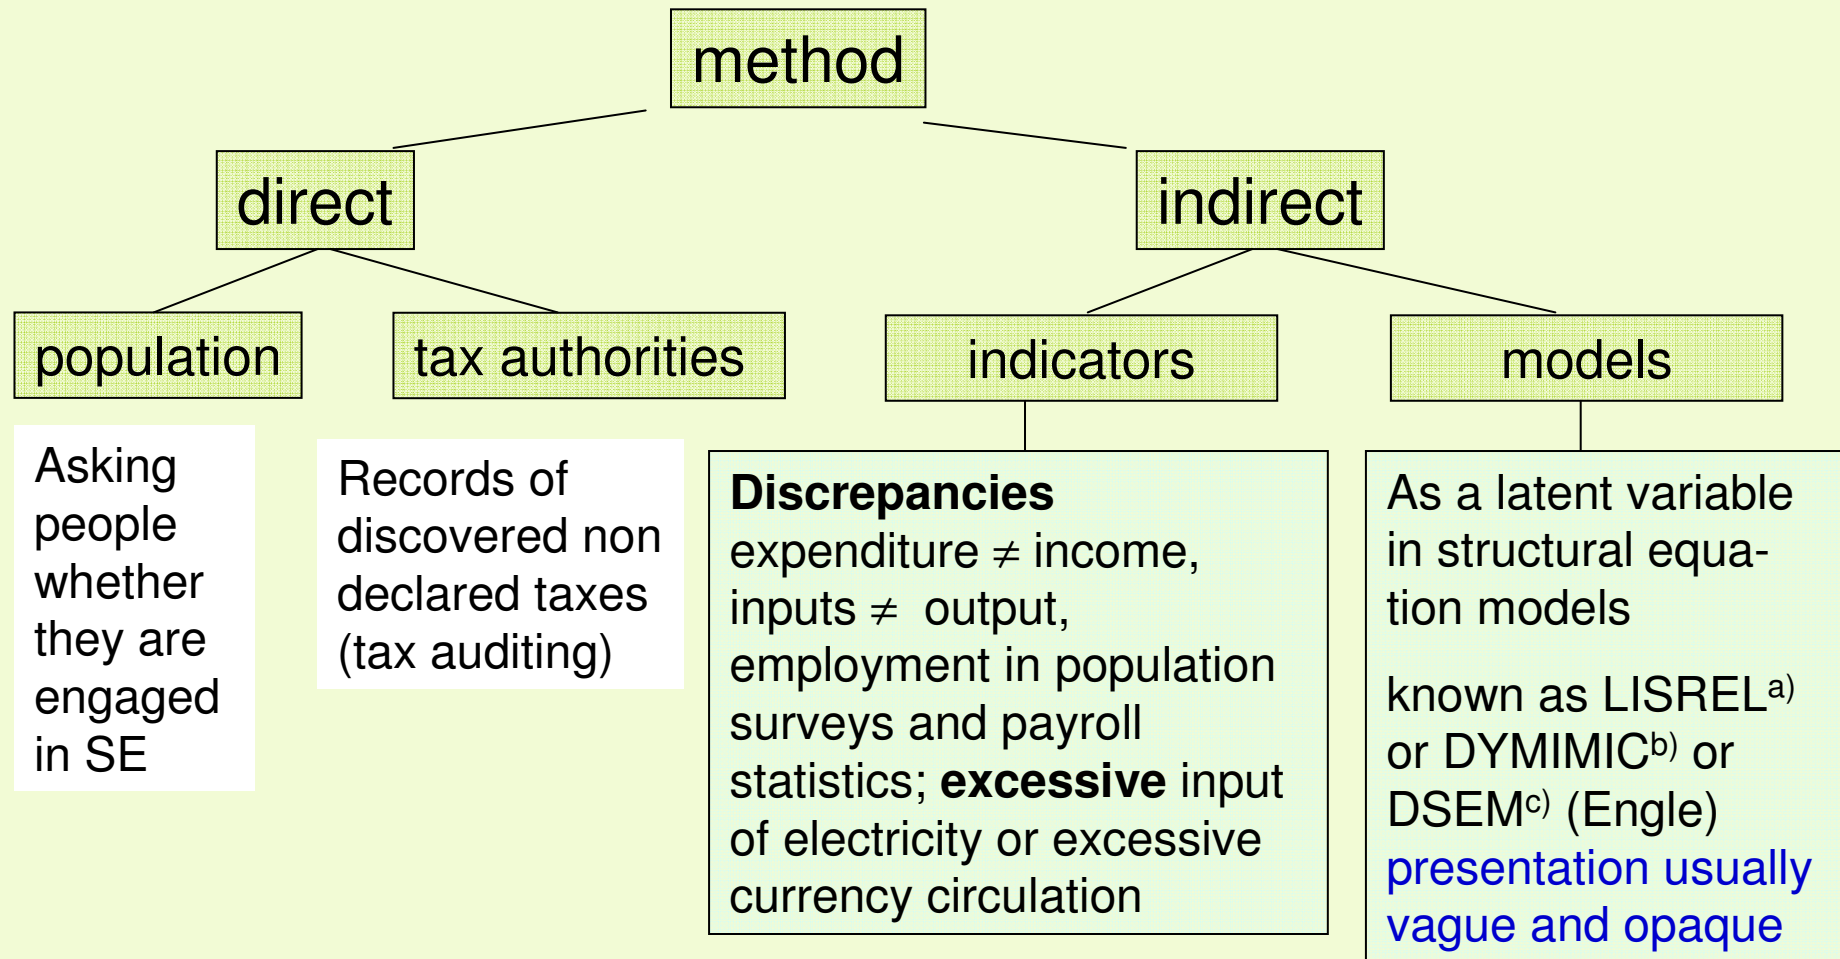 method
direct
indirect
population
tax authorities
indicators
models
Asking
people
whether
they are
engaged
in SE
Records of
discovered non
declared taxes
(tax auditing)
Discrepancies
expenditure ≠ income,
inputs ≠ output,
employment in population
surveys and payroll
statistics; excessive input
of electricity or excessive
currency circulation
As a latent variable
in structural equa-
tion models
known as LISRELa)
or DYMIMICb) or
DSEMc) (Engle)
presentation usually
vague and opaque